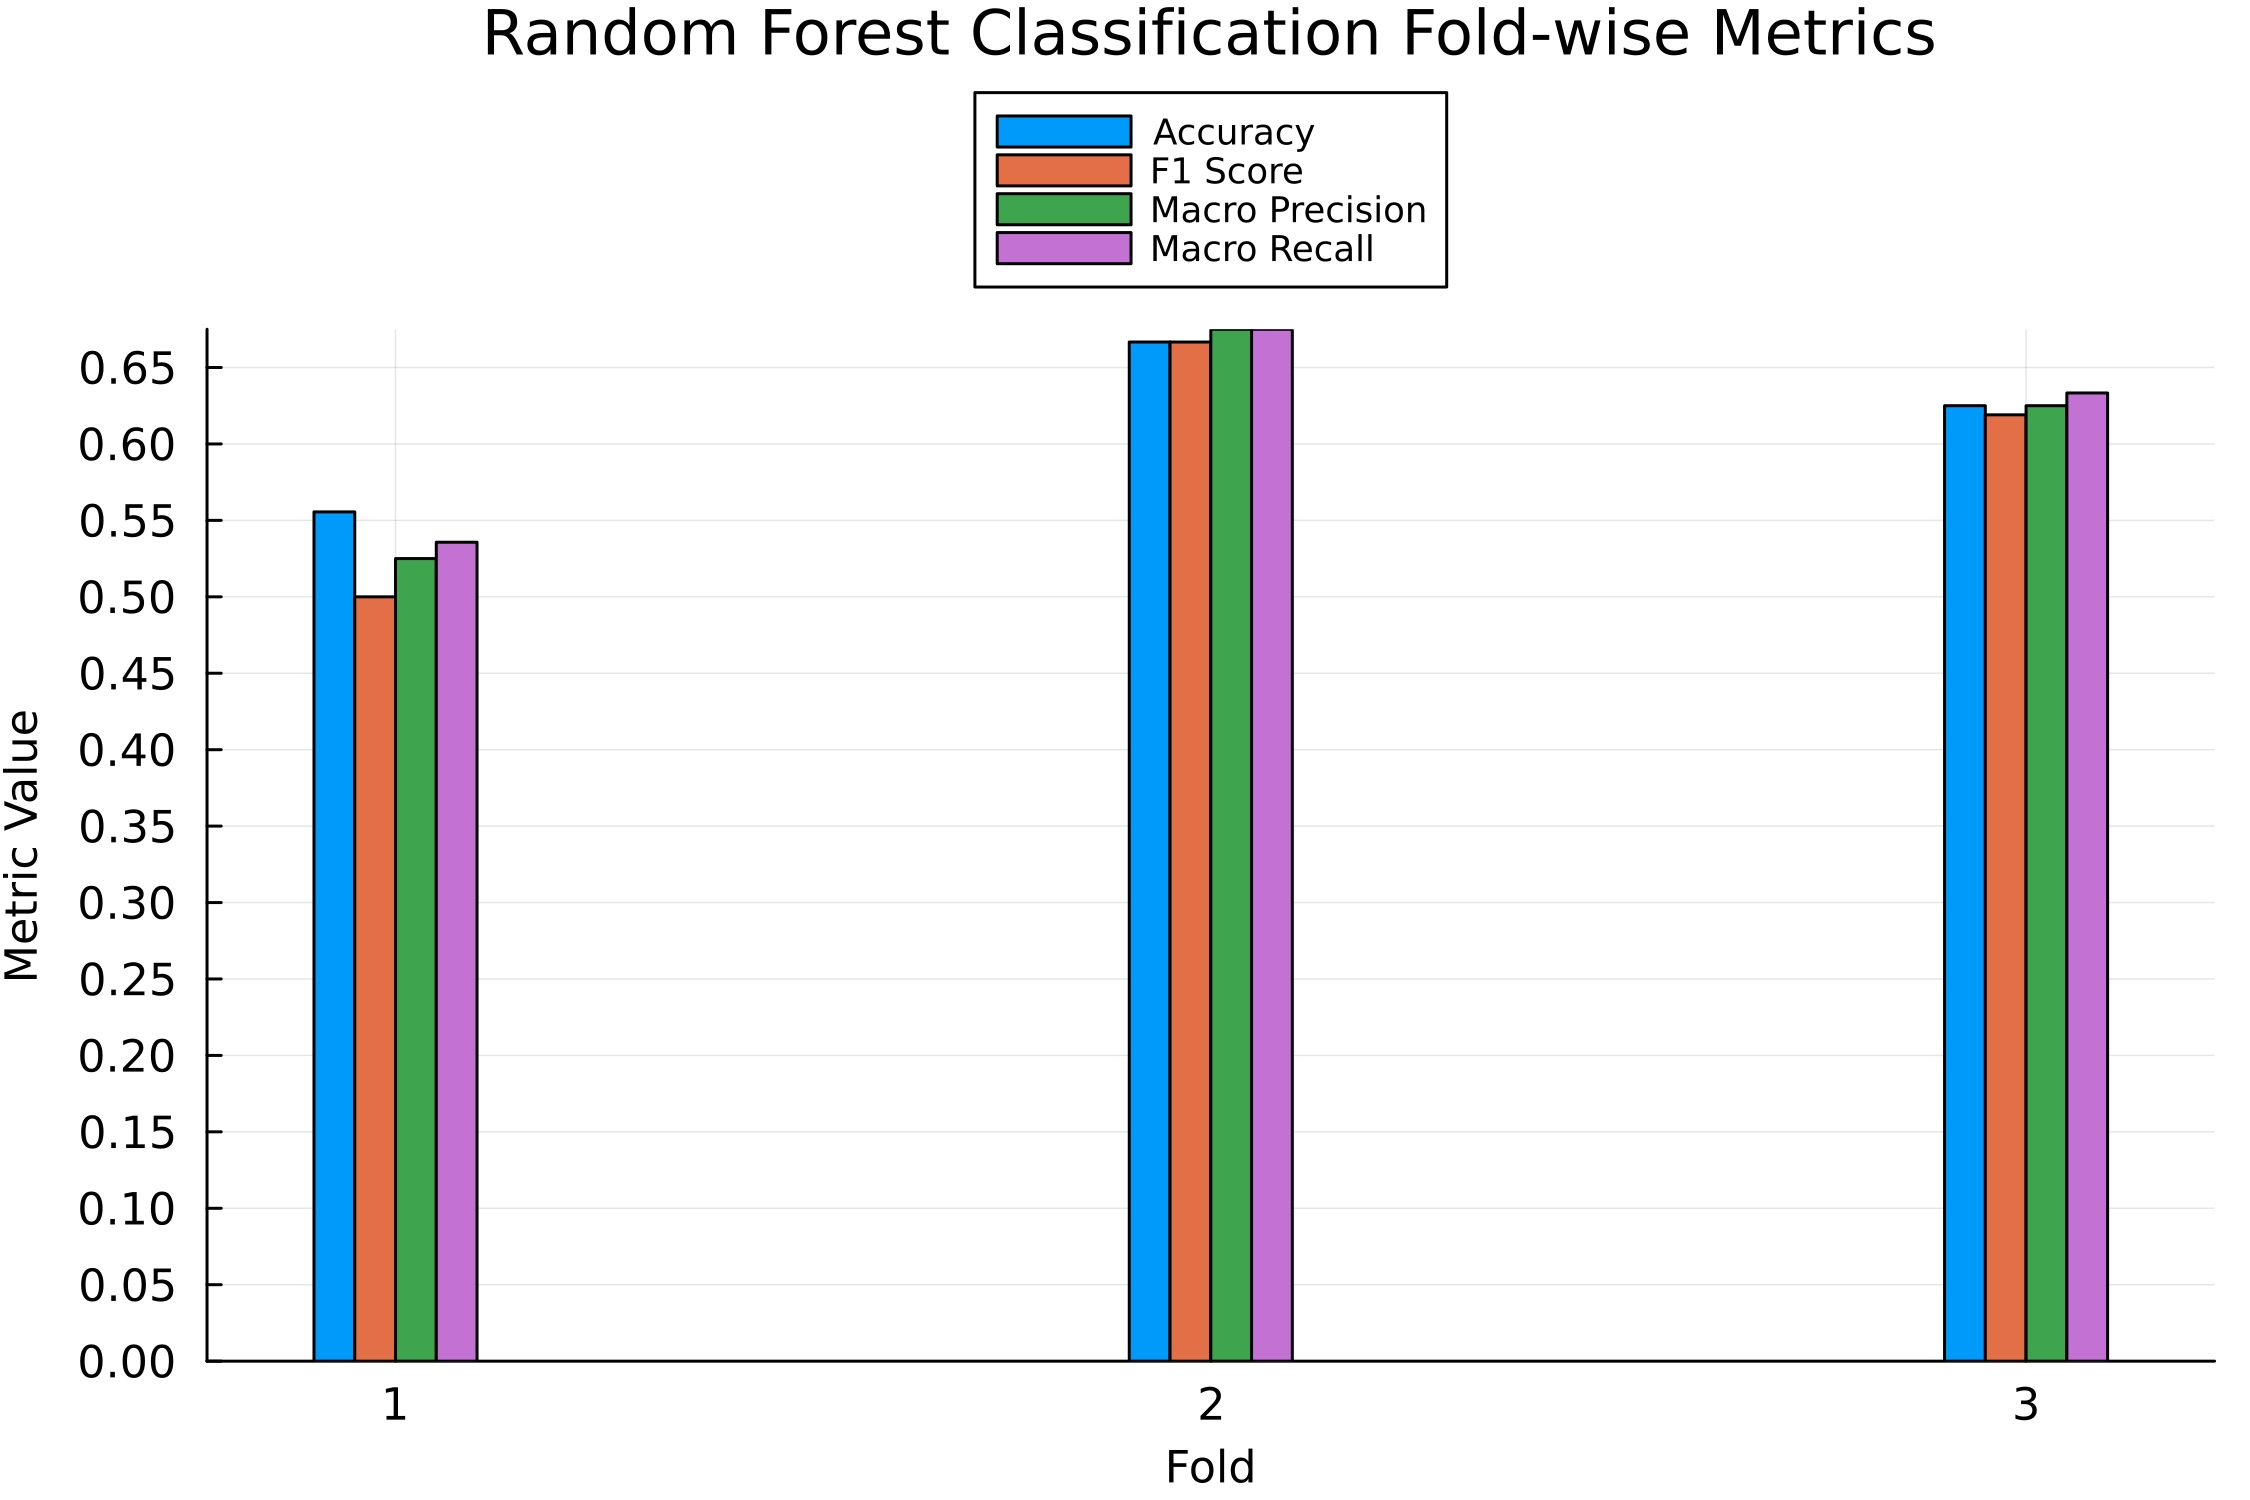 Random Forest Classification Fold-wise Metrics
Accuracy
F1 Score
Macro Precision
Macro Recall
0.65
0.60
0.55
0.50
0.45
0.40
0.35
0.30
0.25
0.20
0.15
0.10
0.05
0.00
Metric Value
1 2 3
Fold